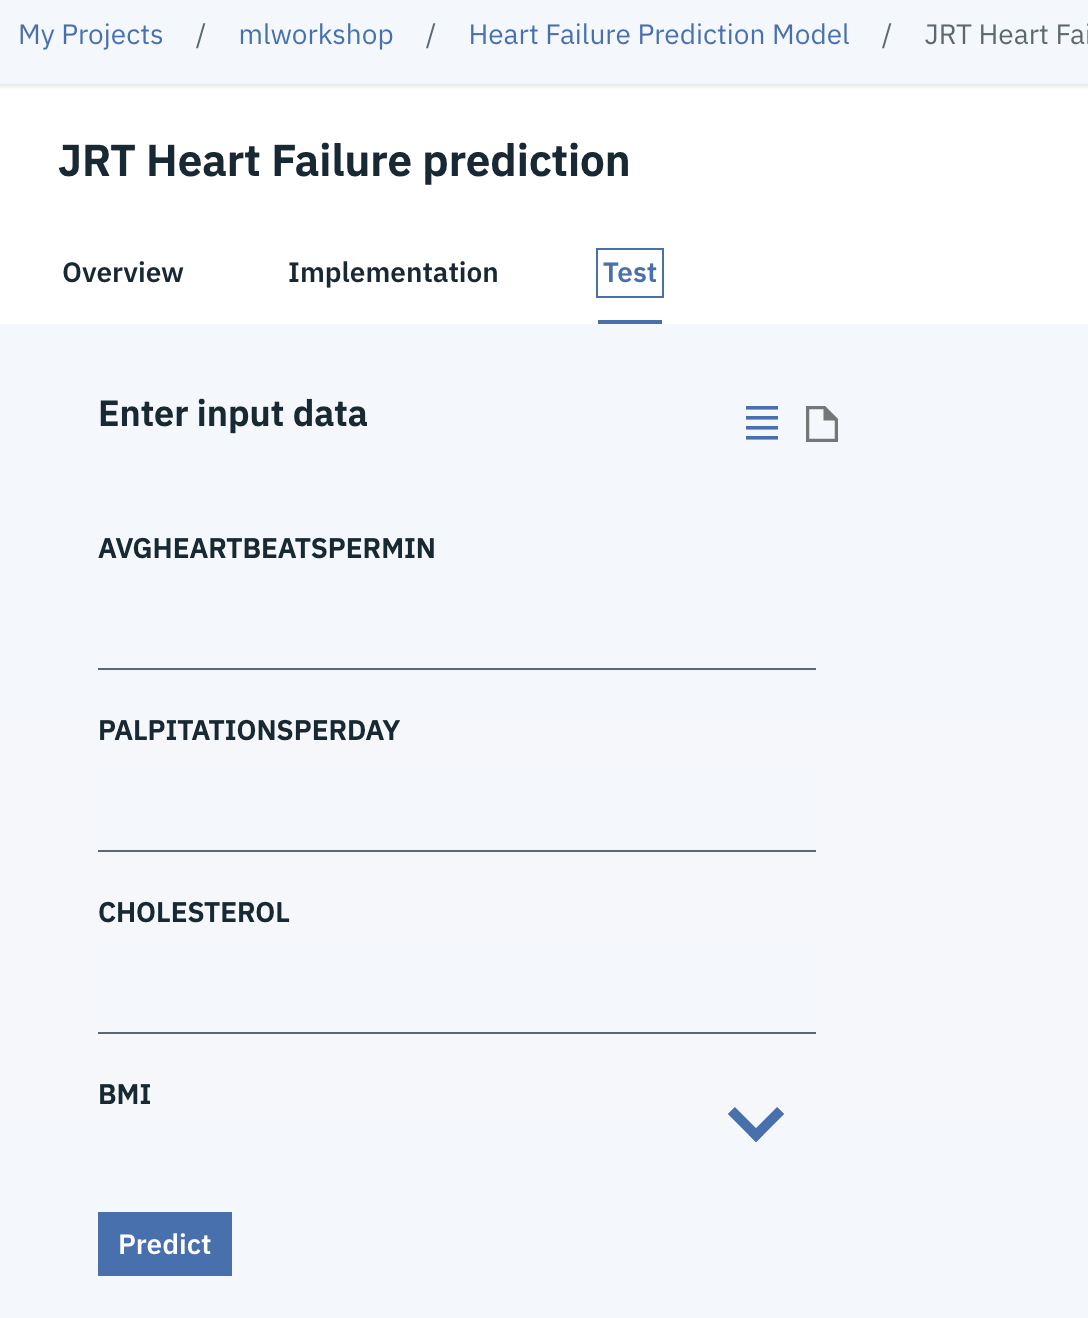 My Projects / mlworkshop / Heart Failure Prediction Model / JRT Heart Fai
JRT Heart Failure prediction
Overview Implementation Test
Enter input data
AVGHEARTBEATSPERMIN
PALPITATIONSPERDAY
CHOLESTEROL
BMI
Predict